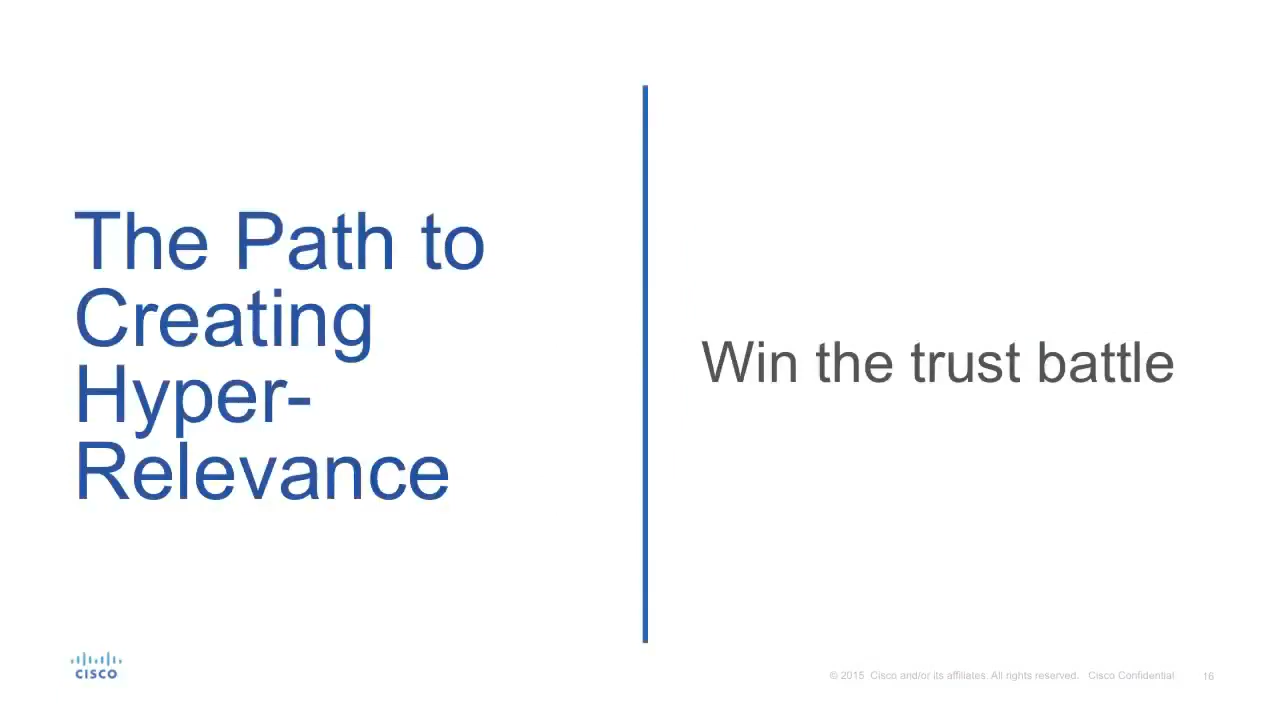 The Path to
Creating
Hyper-
Relevance
Win the trust battle
CISCO
© 2015 Cisco and/or its affiliates. All rights reserved. Cisco Confidential
16